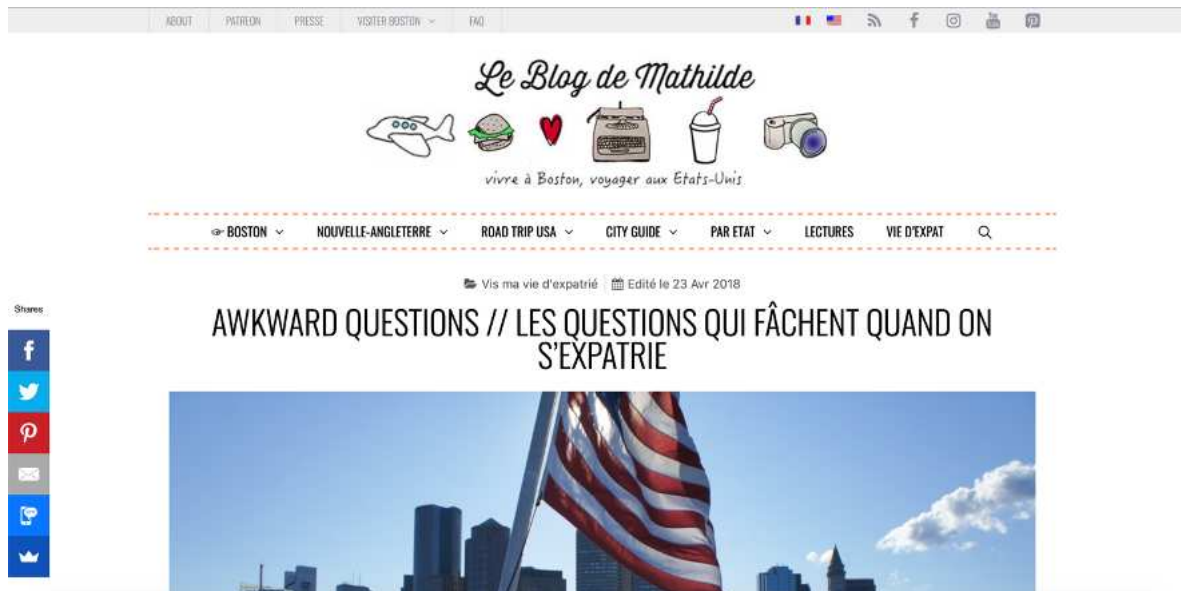 ABOUT PATREON PRESSE VISITER BOSTON FAQ
Le Blog de Mathilde
vivre à Boston, voyager aux Etats-Unis
BOSTON NOUVELLE-ANGLETERRE ROAD TRIP USA CITY GUIDE PAR ETAT LECTURES VIE D'EXPAT
Vis ma vie d'expatrié Edité le 23 Avr 2018
Shares
AWKWARD QUESTIONS // LES QUESTIONS QUI FÂCHENT QUAND ON
S'EXPATRIE